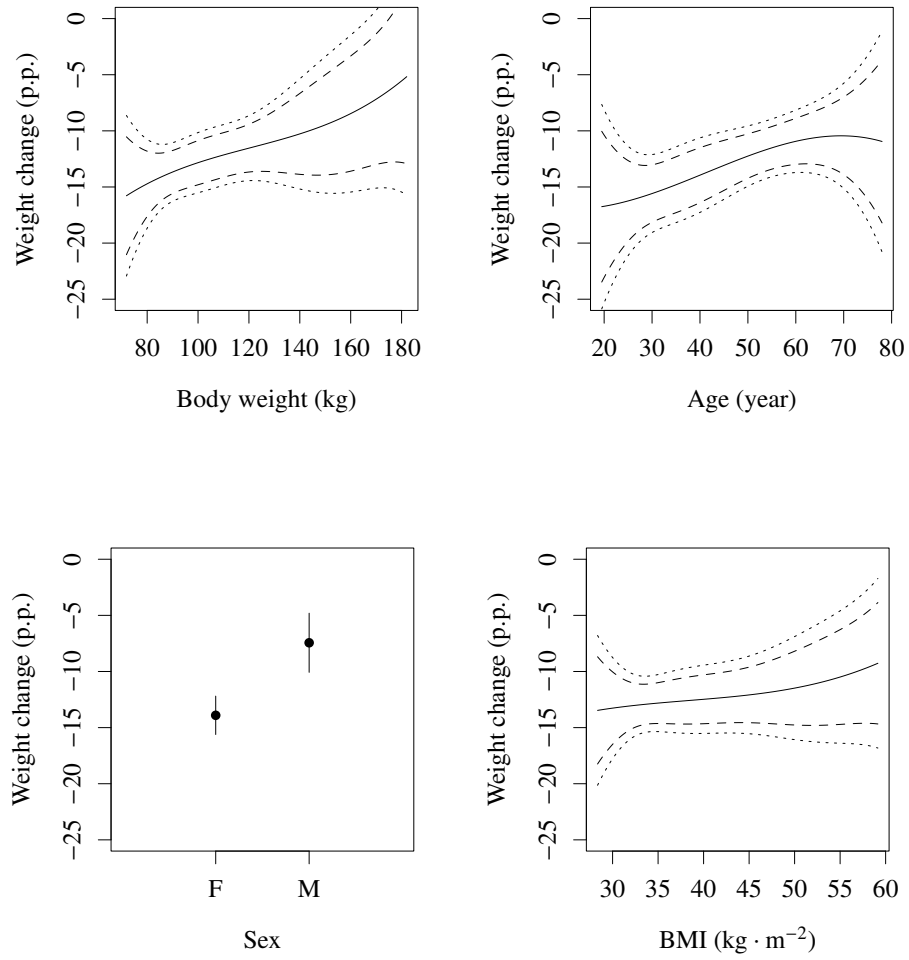 0
−5
−10
−15
−20
−25
Weight change (p.p.)
80 100 120 140 160 180
Body weight (kg)
0
−5
−10
−15
−20
−25
Weight change (p.p.)
20 30 40 50 60 70 80
Age (year)
0
−5
−10
−15
−20
−25
Weight change (p.p.)
F M
Sex
0
−5
−10
−15
−20
−25
Weight change (p.p.)
30 35 40 45 50 55 60
BMI (kg · m⁻²)